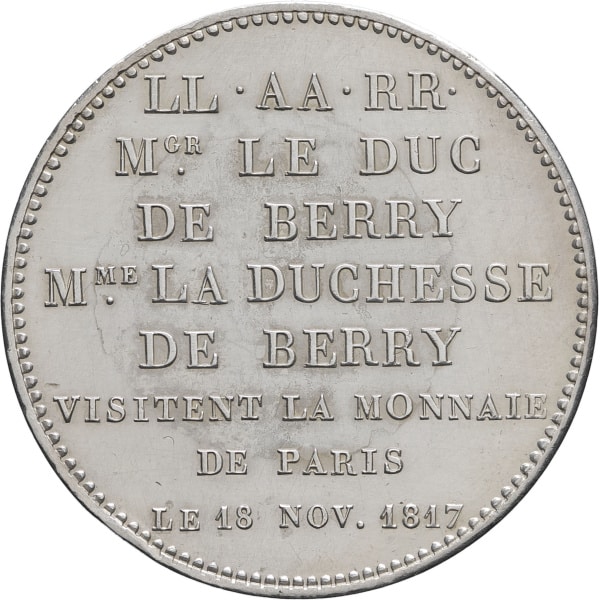 LL · AA · RR ·
MGR. LE DUC
DE BERRY
MME. LA DUCHESSE
DE BERRY
VISITENT LA MONNAIE
DE PARIS
LE 18 NOV. 1817